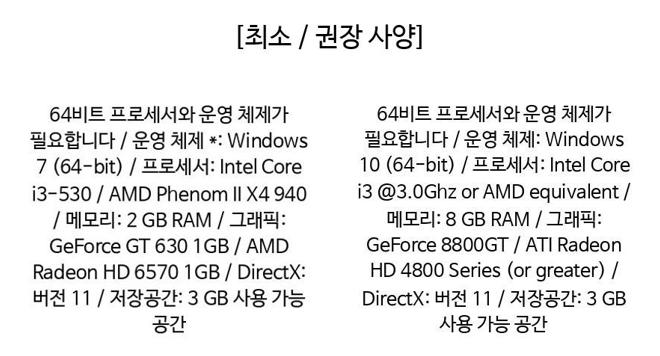 [최소 / 권장 사양]
64비트 프로세서와 운영 체제가
필요합니다 / 운영 체제 *: Windows
7 (64-bit) / 프로세서: Intel Core
i3-530 / AMD Phenom II X4 940
/ 메모리: 2 GB RAM / 그래픽:
GeForce GT 630 1GB / AMD
Radeon HD 6570 1GB / DirectX:
버전 11 / 저장공간: 3 GB 사용 가능
공간
64비트 프로세서와 운영 체제가
필요합니다 / 운영 체제: Windows
10 (64-bit) / 프로세서: Intel Core
i3 @3.0Ghz or AMD equivalent /
메모리: 8 GB RAM / 그래픽:
GeForce 8800GT / ATI Radeon
HD 4800 Series (or greater) /
DirectX: 버전 11 / 저장공간: 3 GB
사용 가능 공간